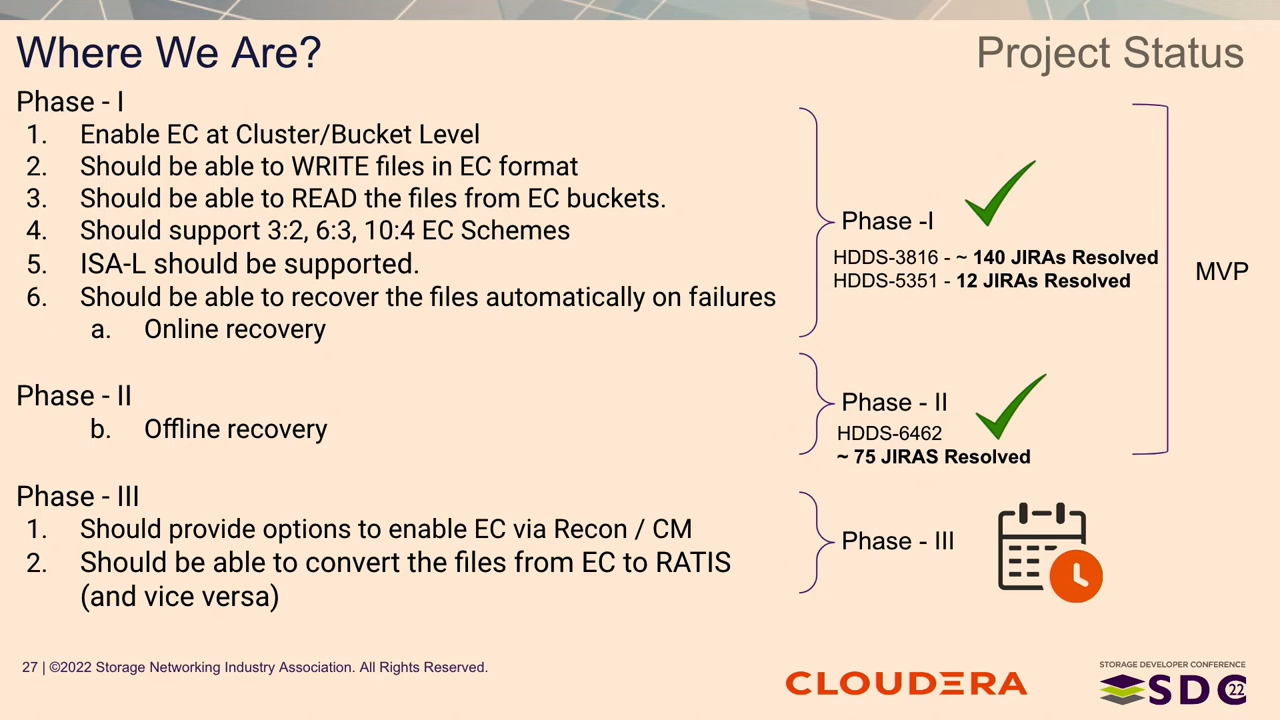 Where We Are?
Project Status
Phase - I
1. Enable EC at Cluster/Bucket Level
2. Should be able to WRITE files in EC format
3. Should be able to READ the files from EC buckets.
4. Should support 3:2, 6:3, 10:4 EC Schemes
5. ISA-L should be supported.
6. Should be able to recover the files automatically on failures
a. Online recovery
Phase -I
HDDS-3816 - ~ 140 JIRAs Resolved
HDDS-5351 - 12 JIRAs Resolved
MVP
Phase - II
b. Offline recovery
Phase - II
HDDS-6462
~ 75 JIRAS Resolved
Phase - III
1. Should provide options to enable EC via Recon / CM
2. Should be able to convert the files from EC to RATIS
(and vice versa)
Phase - III
27 | ©2022 Storage Networking Industry Association. All Rights Reserved.
CLOUDERA
STORAGE DEVELOPER CONFERENCE
SDC 22